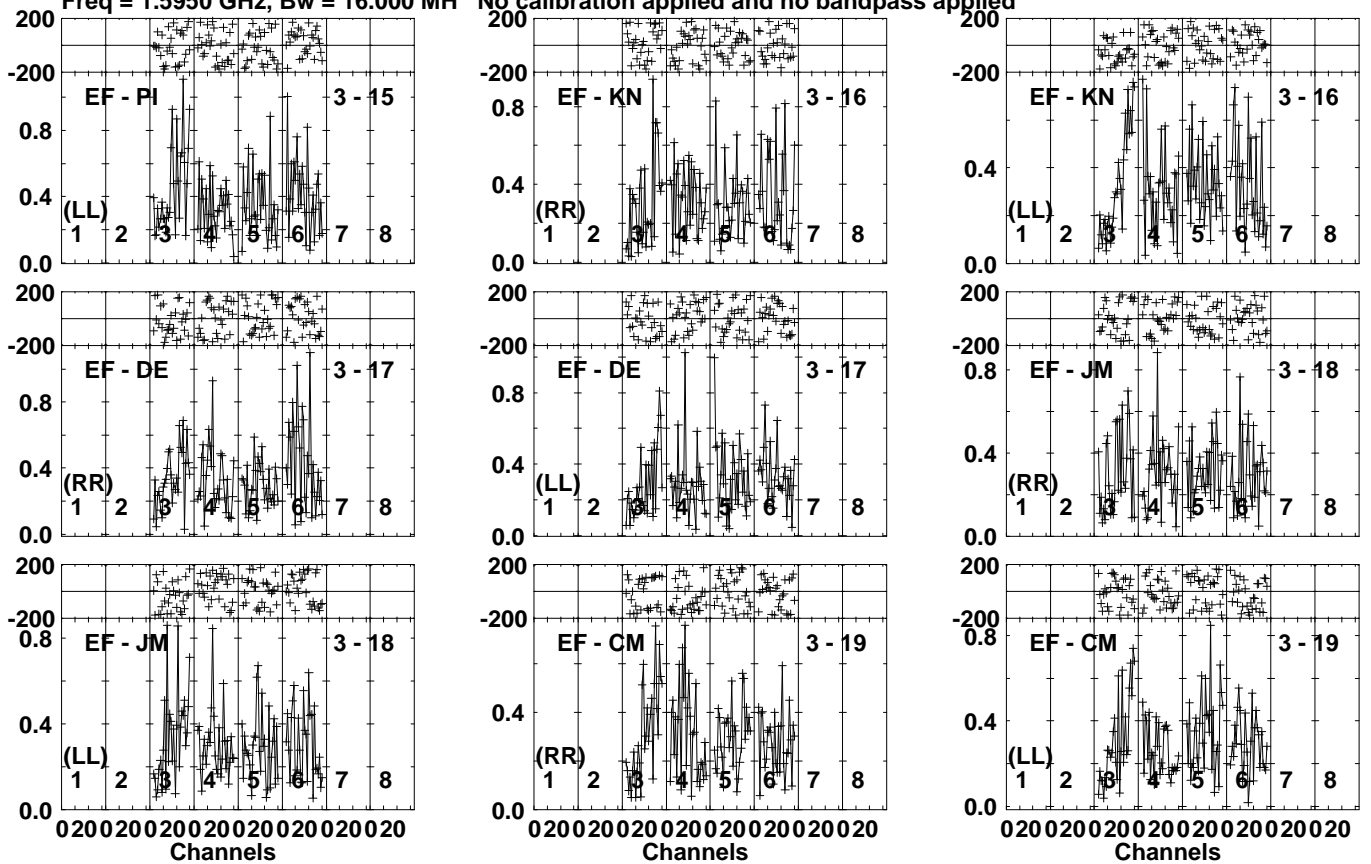 Freq = 1.5950 GHz, Bw = 16.000 MH No calibration applied and no bandpass applied
200
-200
EF - PI 3 - 15
0.8
0.4
(LL)
1 2 3 4 5 6 7 8
0.0
200
-200
EF - KN 3 - 16
0.8
0.4
(RR)
1 2 3 4 5 6 7 8
0.0
200
-200
EF - KN 3 - 16
0.4
(LL)
1 2 3 4 5 6 7 8
0.0
200
-200
EF - DE 3 - 17
0.8
0.4
(RR)
1 2 3 4 5 6 7 8
0.0
200
-200
EF - DE 3 - 17
0.8
0.4
(LL)
1 2 3 4 5 6 7 8
0.0
200
-200
EF - JM 3 - 18
0.8
0.4
(RR)
1 2 3 4 5 6 7 8
0.0
200
-200
EF - JM 3 - 18
0.8
0.4
(LL)
1 2 3 4 5 6 7 8
0.0
0 20 0 20 0 20 0 20 0 20 0 20 0 20 0 20
Channels
200
-200
EF - CM 3 - 19
0.4
(RR)
1 2 3 4 5 6 7 8
0.0
0 20 0 20 0 20 0 20 0 20 0 20 0 20 0 20
Channels
200
-200
EF - CM 3 - 19
0.8
0.4
(LL)
1 2 3 4 5 6 7 8
0.0
0 20 0 20 0 20 0 20 0 20 0 20 0 20 0 20
Channels